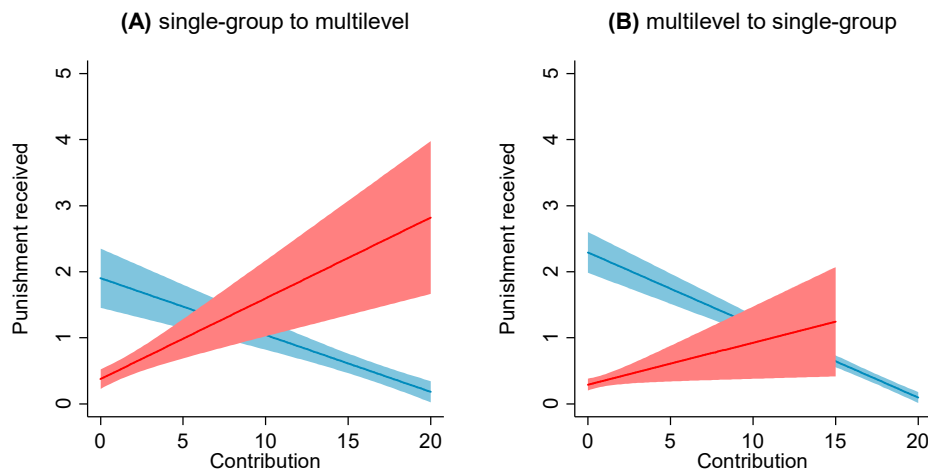 (A) single-group to multilevel
Punishment received
5
4
3
2
1
0
0 5 10 15 20
Contribution
(B) multilevel to single-group
Punishment received
5
4
3
2
1
0
0 5 10 15 20
Contribution